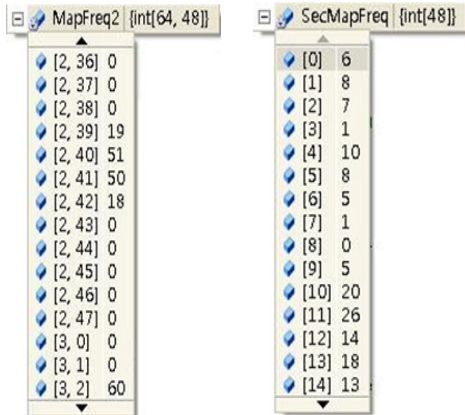 MapFreq2 {int[64, 48]}
[2, 36] 0
[2, 37] 0
[2, 38] 0
[2, 39] 19
[2, 40] 51
[2, 41] 50
[2, 42] 18
[2, 43] 0
[2, 44] 0
[2, 45] 0
[2, 46] 0
[2, 47] 0
[3, 0] 0
[3, 1] 0
[3, 2] 60
SecMapFreq {int[48]}
[0] 6
[1] 8
[2] 7
[3] 1
[4] 10
[5] 8
[6] 5
[7] 1
[8] 0
[9] 5
[10] 20
[11] 26
[12] 14
[13] 18
[14] 13